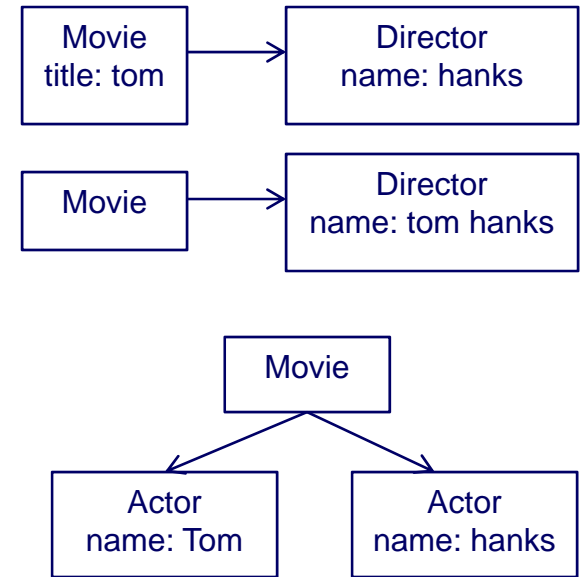 Movie
title: tom
Director
name: hanks
Movie
Director
name: tom hanks
Movie
Actor
name: Tom
Actor
name: hanks